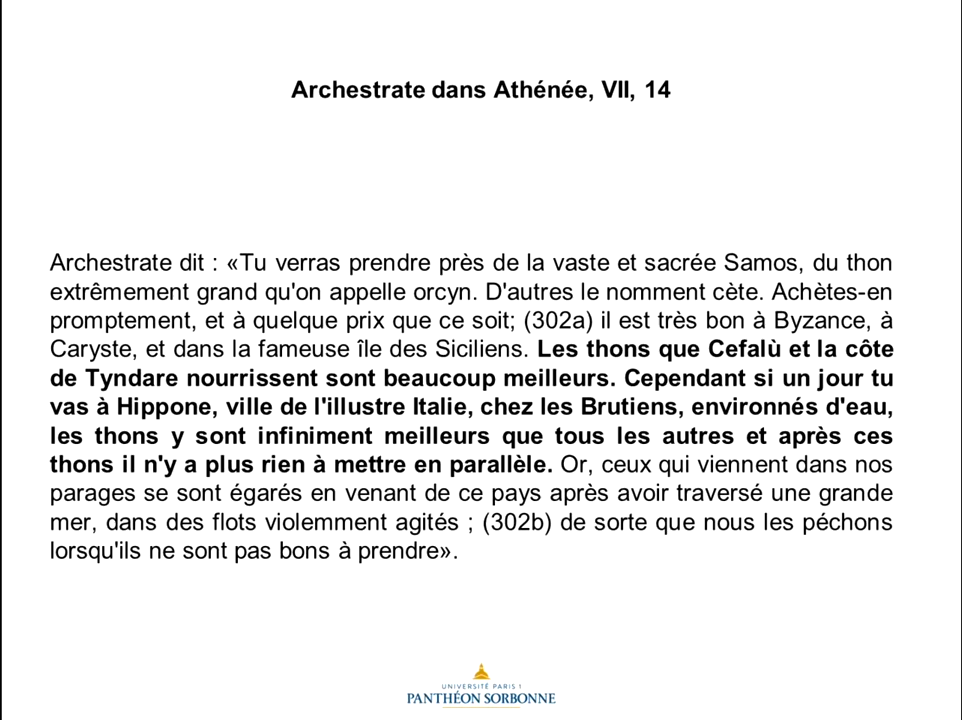 Archestrate dans Athénée, VII, 14
Archestrate dit : «Tu verras prendre près de la vaste et sacrée Samos, du thon
extrêmement grand qu'on appelle orcyn. D'autres le nomment cète. Achètes-en
promptement, et à quelque prix que ce soit; (302a) il est très bon à Byzance, à
Caryste, et dans la fameuse île des Siciliens. Les thons que Cefalù et la côte
de Tyndare nourrissent sont beaucoup meilleurs. Cependant si un jour tu
vas à Hippone, ville de l'illustre Italie, chez les Brutiens, environnés d'eau,
les thons y sont infiniment meilleurs que tous les autres et après ces
thons il n'y a plus rien à mettre en parallèle. Or, ceux qui viennent dans nos
parages se sont égarés en venant de ce pays après avoir traversé une grande
mer, dans des flots violemment agités ; (302b) de sorte que nous les péchons
lorsqu'ils ne sont pas bons à prendre».
UNIVERSITÉ PARIS 1
PANTHÉON SORBONNE